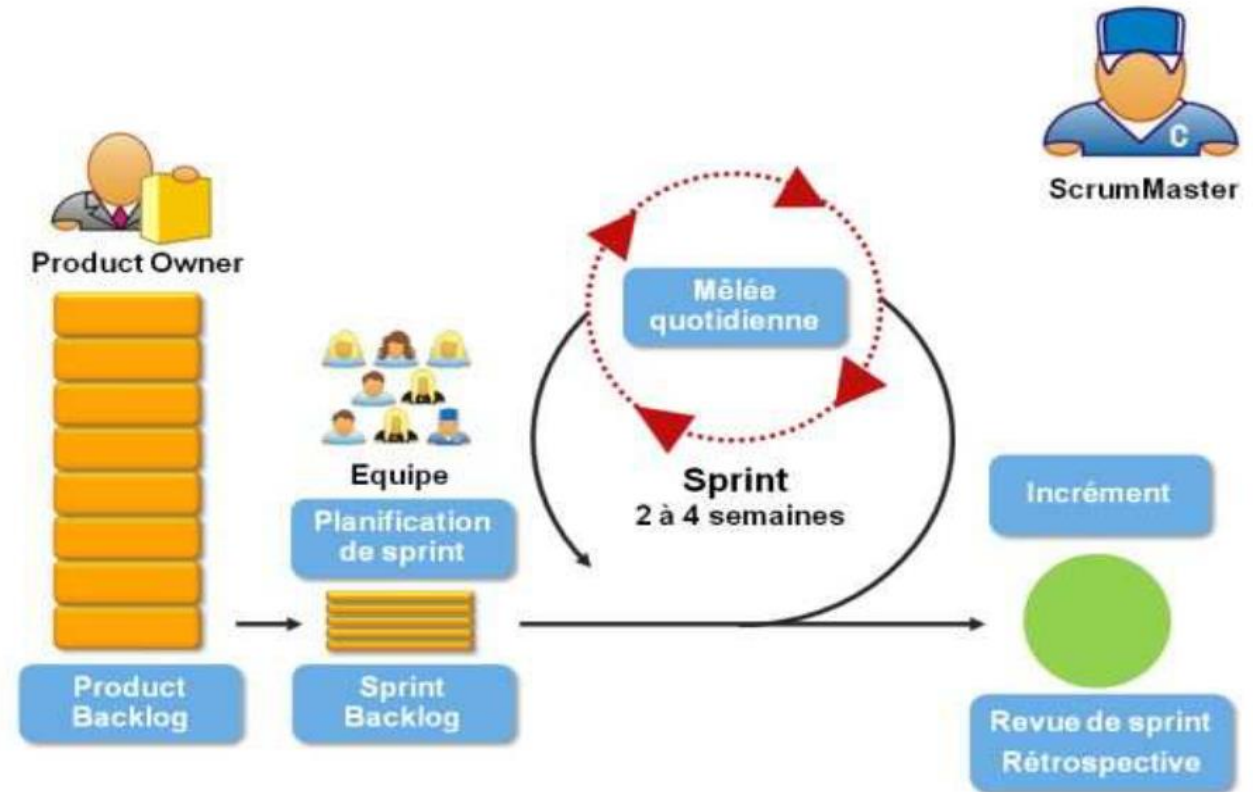 ScrumMaster
Product Owner
Mêlée
quotidienne
Equipe
Planification
de sprint
Sprint
2 à 4 semaines
Incrément
Product
Backlog
Sprint
Backlog
Revue de sprint
Rétrospective
C